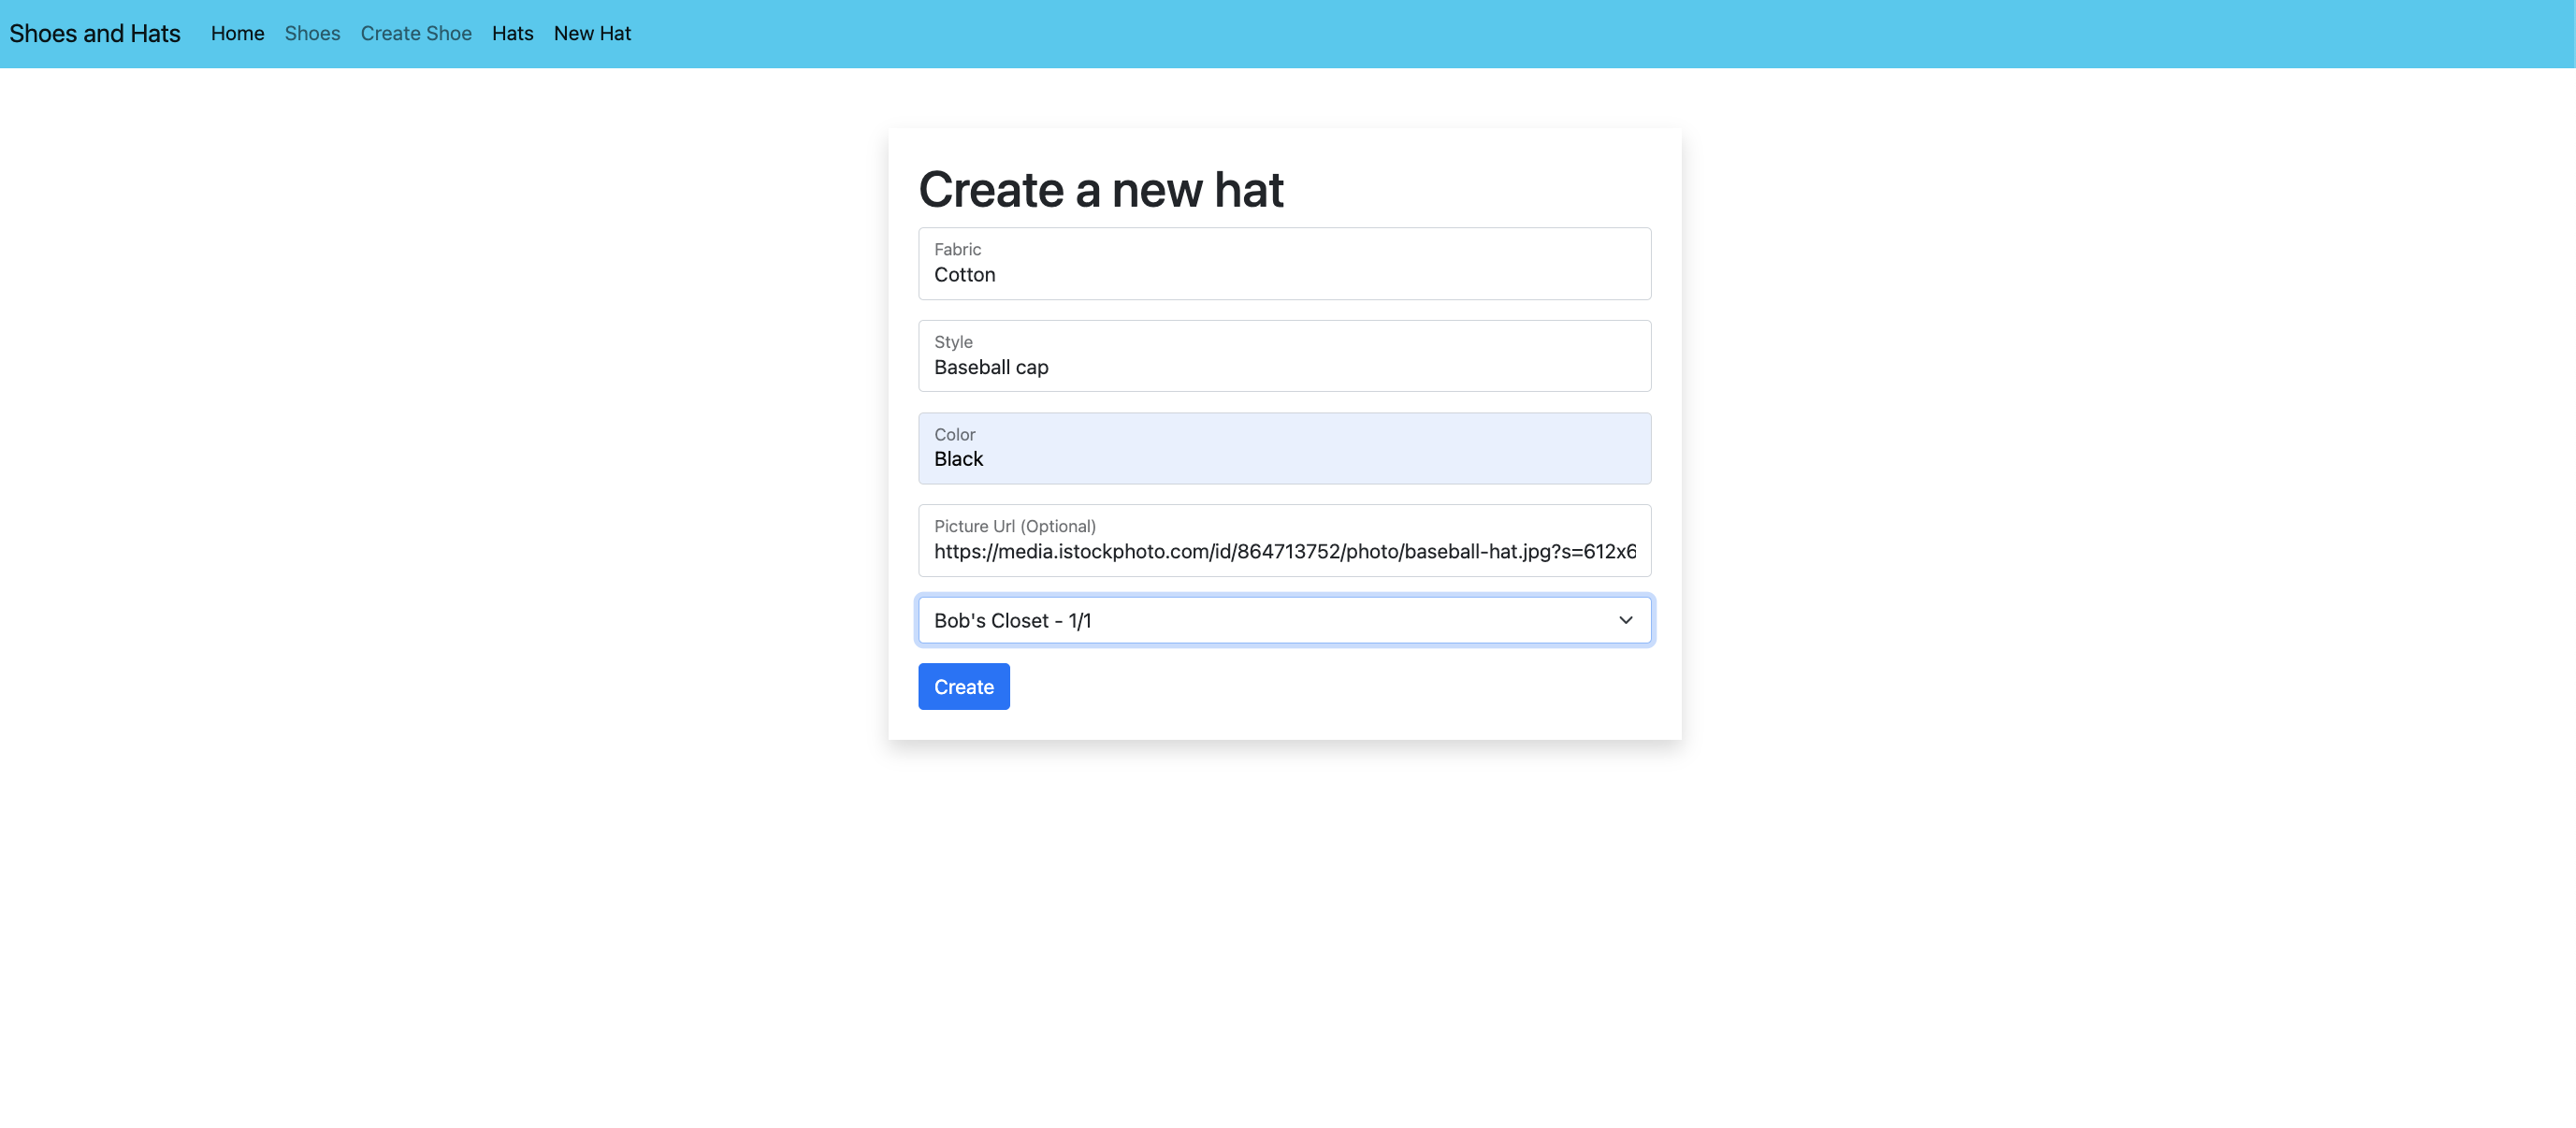 Shoes and Hats Home Shoes Create Shoe Hats New Hat
Create a new hat
Fabric
Cotton
Style
Baseball cap
Color
Black
Picture Url (Optional)
https://media.istockphoto.com/id/864713752/photo/baseball-hat.jpg?s=612x6
Bob's Closet - 1/1
Create